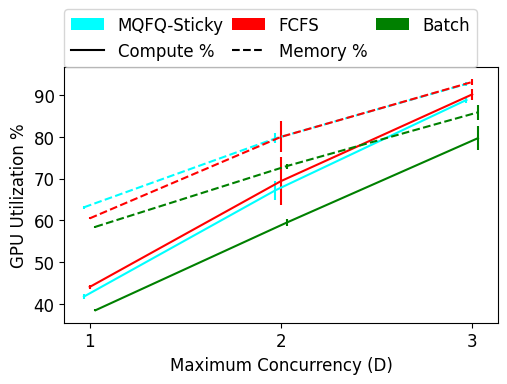 MQFQ-Sticky FCFS Batch
Compute % Memory %
GPU Utilization %
90
80
70
60
50
40
1 2 3
Maximum Concurrency (D)